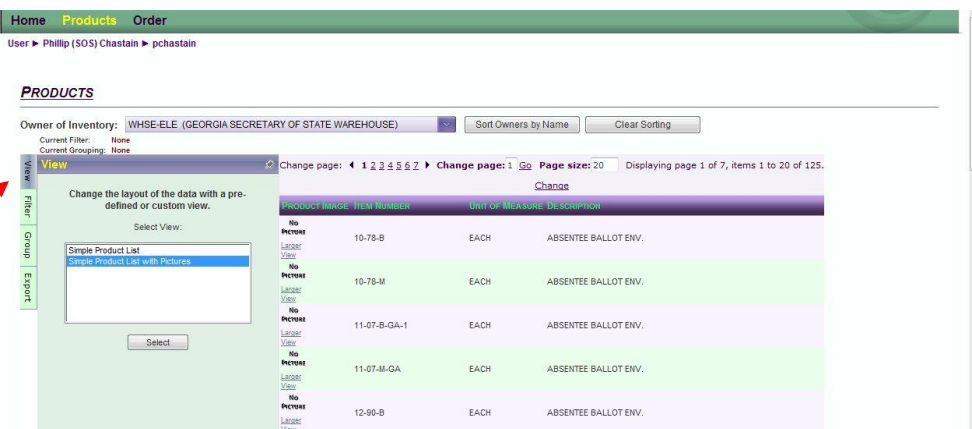 Home Products Order
User ► Phillip (SOS) Chastain ► pchastain
PRODUCTS
Owner of Inventory: WHSE-ELE (GEORGIA SECRETARY OF STATE WAREHOUSE) Sort Owners by Name Clear Sorting
Current Filter: None
Current Grouping: None
View
Filter
Group
Export
View
Change the layout of the data with a pre-
defined or custom view.
Select View:
Simple Product List
Simple Product List with Pictures
Select
Change page: 1 2 3 4 5 6 7 Change page: 1 Go Page size: 20 Displaying page 1 of 7, items 1 to 20 of 125.
Change
PRODUCT IMAGE ITEM NUMBER UNIT OF MEASURE DESCRIPTION
No
PICTURE
Larger
View
10-78-B EACH ABSENTEE BALLOT ENV.
No
PICTURE
Larger
View
10-78-M EACH ABSENTEE BALLOT ENV.
No
PICTURE
Larger
View
11-07-B-GA-1 EACH ABSENTEE BALLOT ENV.
No
PICTURE
Larger
View
11-07-M-GA EACH ABSENTEE BALLOT ENV.
No
PICTURE
Larger
View
12-90-B EACH ABSENTEE BALLOT ENV.